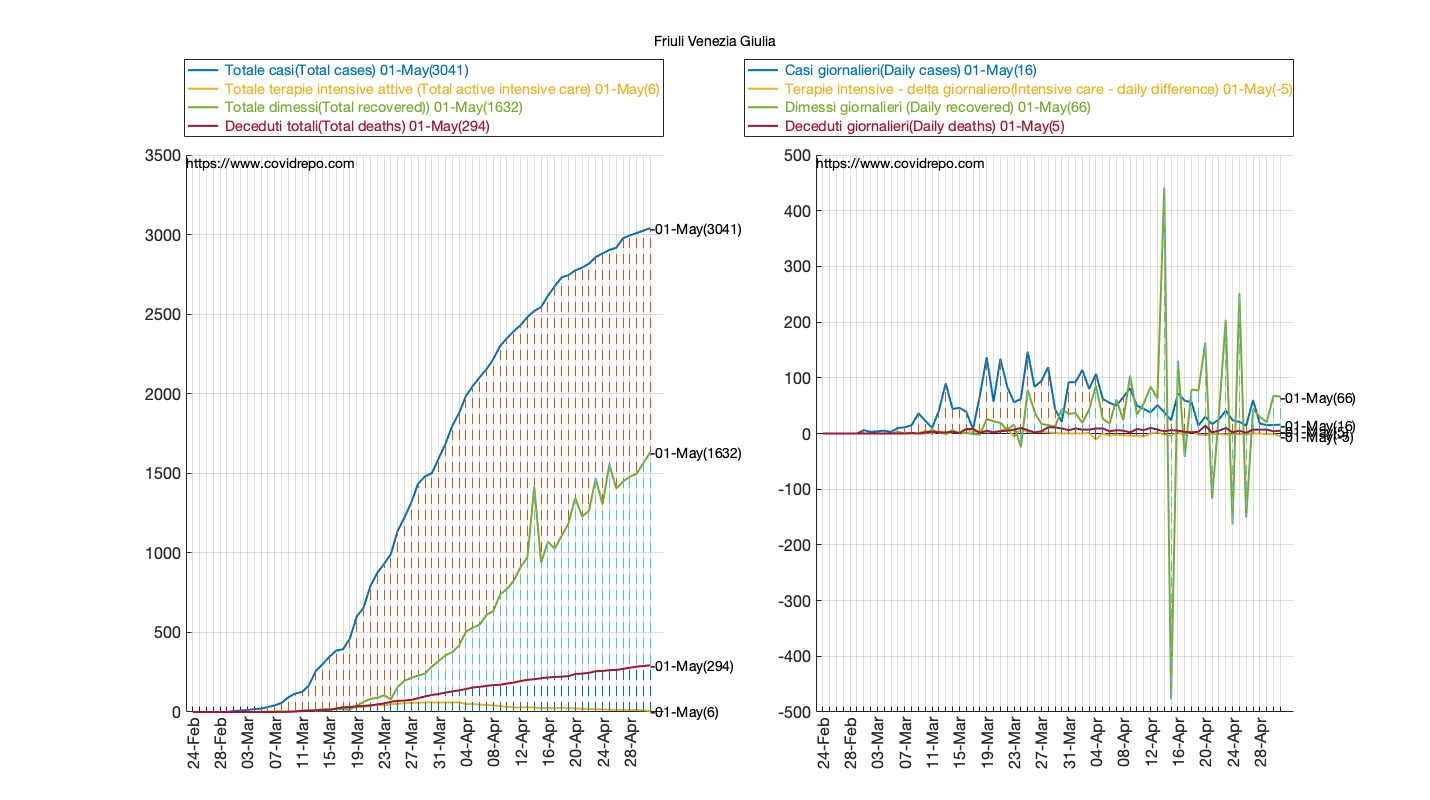 Friuli Venezia Giulia
Totale casi(Total cases) 01-May(3041)
Totale terapie intensive attive (Total active intensive care) 01-May(6)
Totale dimessi(Total recovered)) 01-May(1632)
Deceduti totali(Total deaths) 01-May(294)
3500
https://www.covidrepo.com
3000
2500
2000
1500
1000
500
0
01-May(3041)
01-May(1632)
01-May(294)
01-May(6)
24-Feb
28-Feb
03-Mar
07-Mar
11-Mar
15-Mar
19-Mar
23-Mar
27-Mar
31-Mar
04-Apr
08-Apr
12-Apr
16-Apr
20-Apr
24-Apr
28-Apr
Casi giornalieri(Daily cases) 01-May(16)
Terapie intensive - delta giornaliero(Intensive care - daily difference) 01-May(-5)
Dimessi giornalieri (Daily recovered) 01-May(66)
Deceduti giornalieri(Daily deaths) 01-May(5)
500
https://www.covidrepo.com
400
300
200
100
0
-100
-200
-300
-400
-500
01-May(66)
01-May(16)
01-May(5)
01-May(-5)
24-Feb
28-Feb
03-Mar
07-Mar
11-Mar
15-Mar
19-Mar
23-Mar
27-Mar
31-Mar
04-Apr
08-Apr
12-Apr
16-Apr
20-Apr
24-Apr
28-Apr